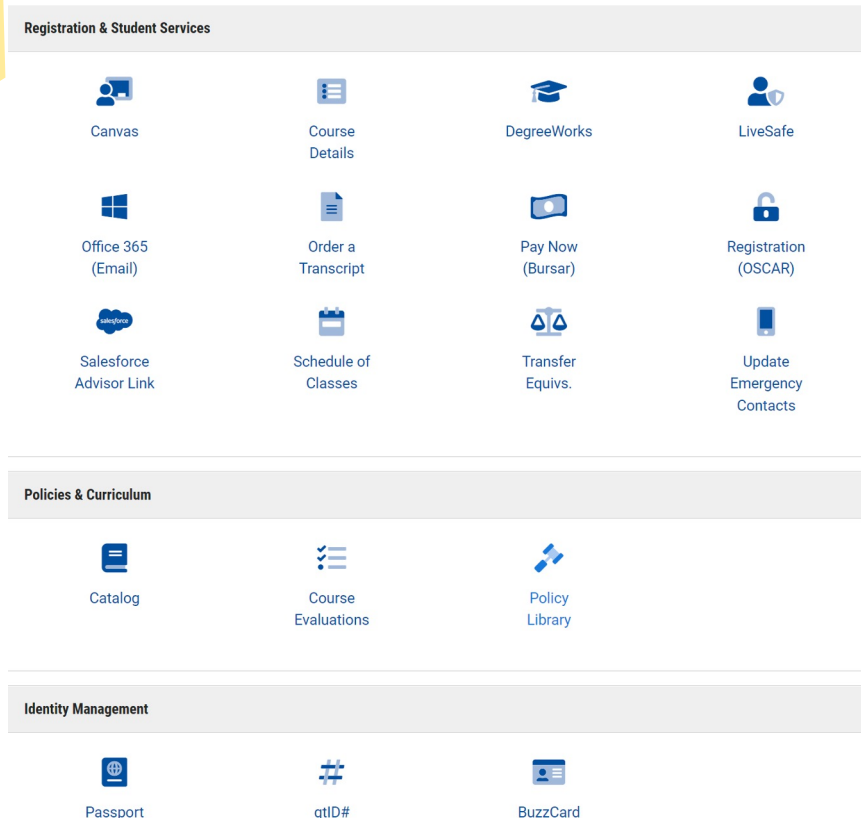 Registration & Student Services
Canvas
Course
Details
DegreeWorks
LiveSafe
Office 365
(Email)
Order a
Transcript
Pay Now
(Bursar)
Registration
(OSCAR)
salesforce
Salesforce
Advisor Link
Schedule of
Classes
Transfer
Equivs.
Update
Emergency
Contacts
Policies & Curriculum
Catalog
Course
Evaluations
Policy
Library
Identity Management
#
Passport
gtID#
BuzzCard